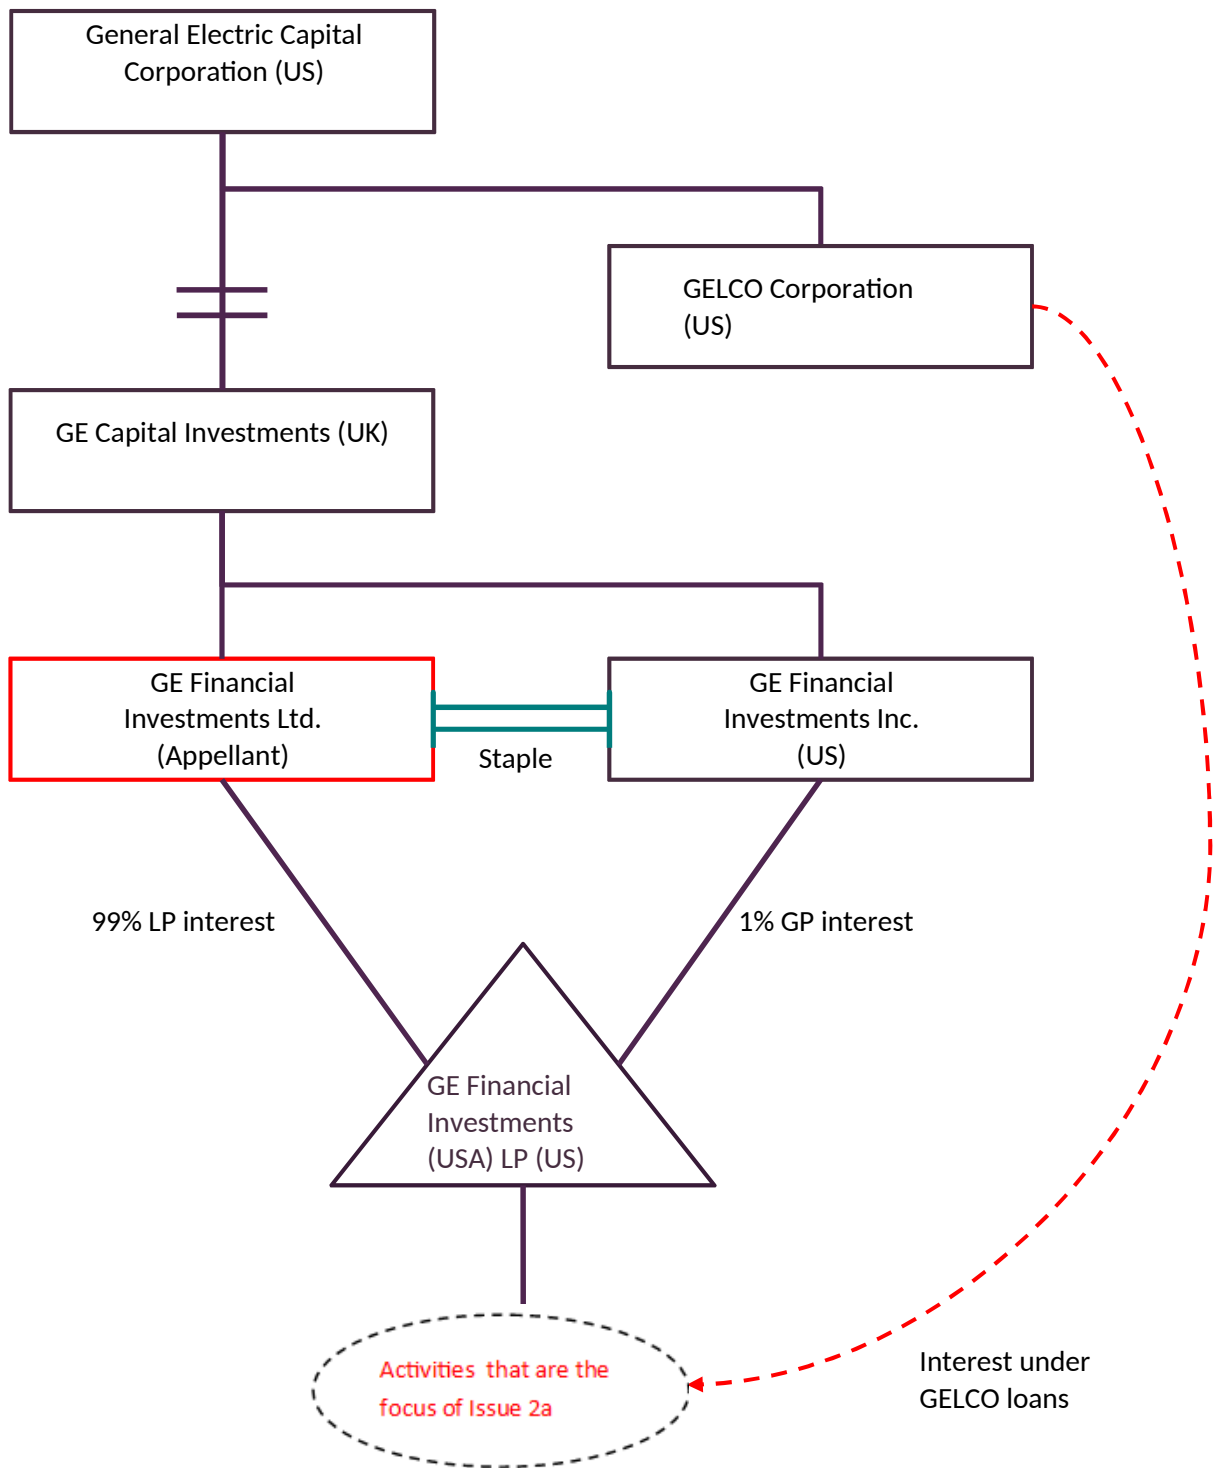 General Electric Capital
Corporation (US)
GELCO Corporation
(US)
GE Capital Investments (UK)
GE Financial
Investments Ltd.
(Appellant)
Staple
GE Financial
Investments Inc.
(US)
99% LP interest
1% GP interest
GE Financial
Investments
(USA) LP (US)
Activities that are the
focus of Issue 2a
Interest under
GELCO loans